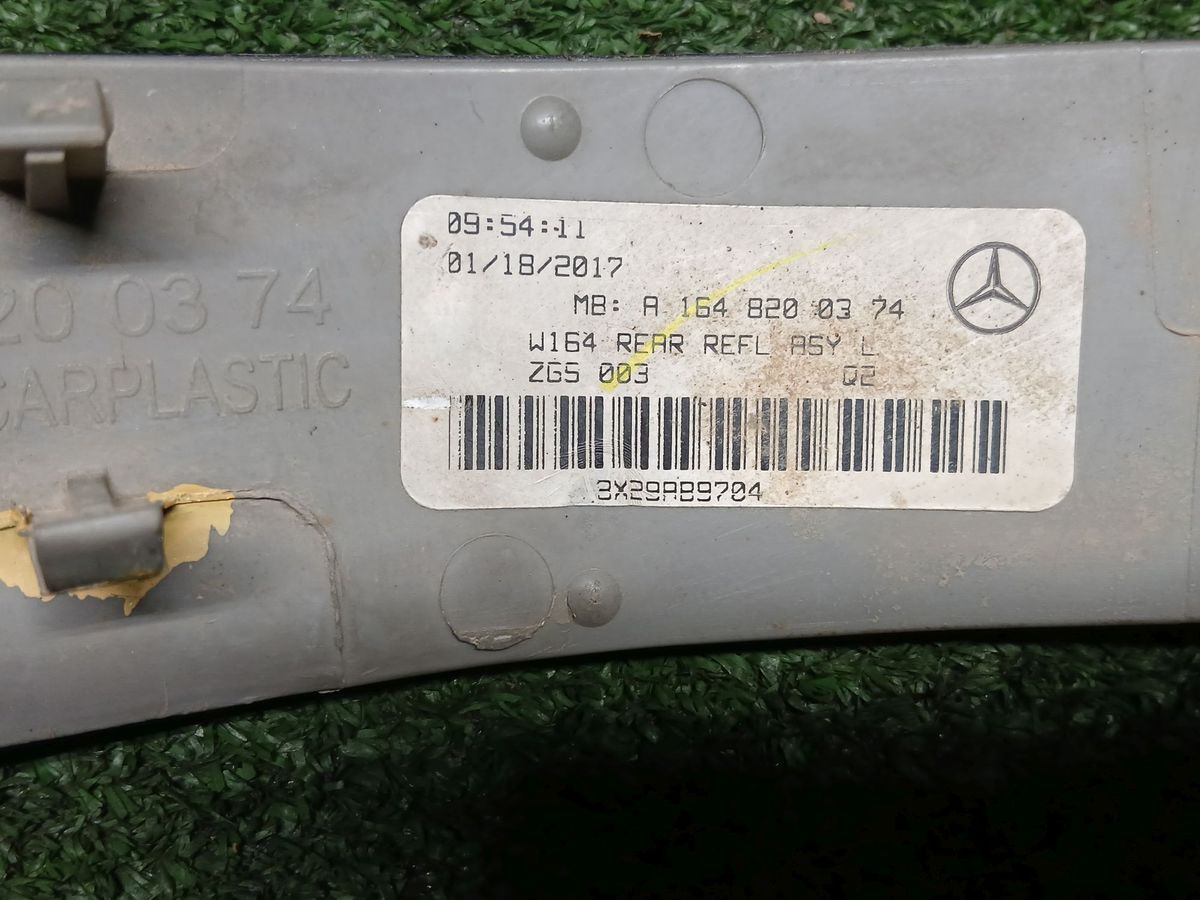 09:54:11
01/18/2017
MB: A 164 820 03 74
W164 REAR REFL ASY L
ZGS 003 Q2
3X29AB9704
20 03 74
CARPLASTIC